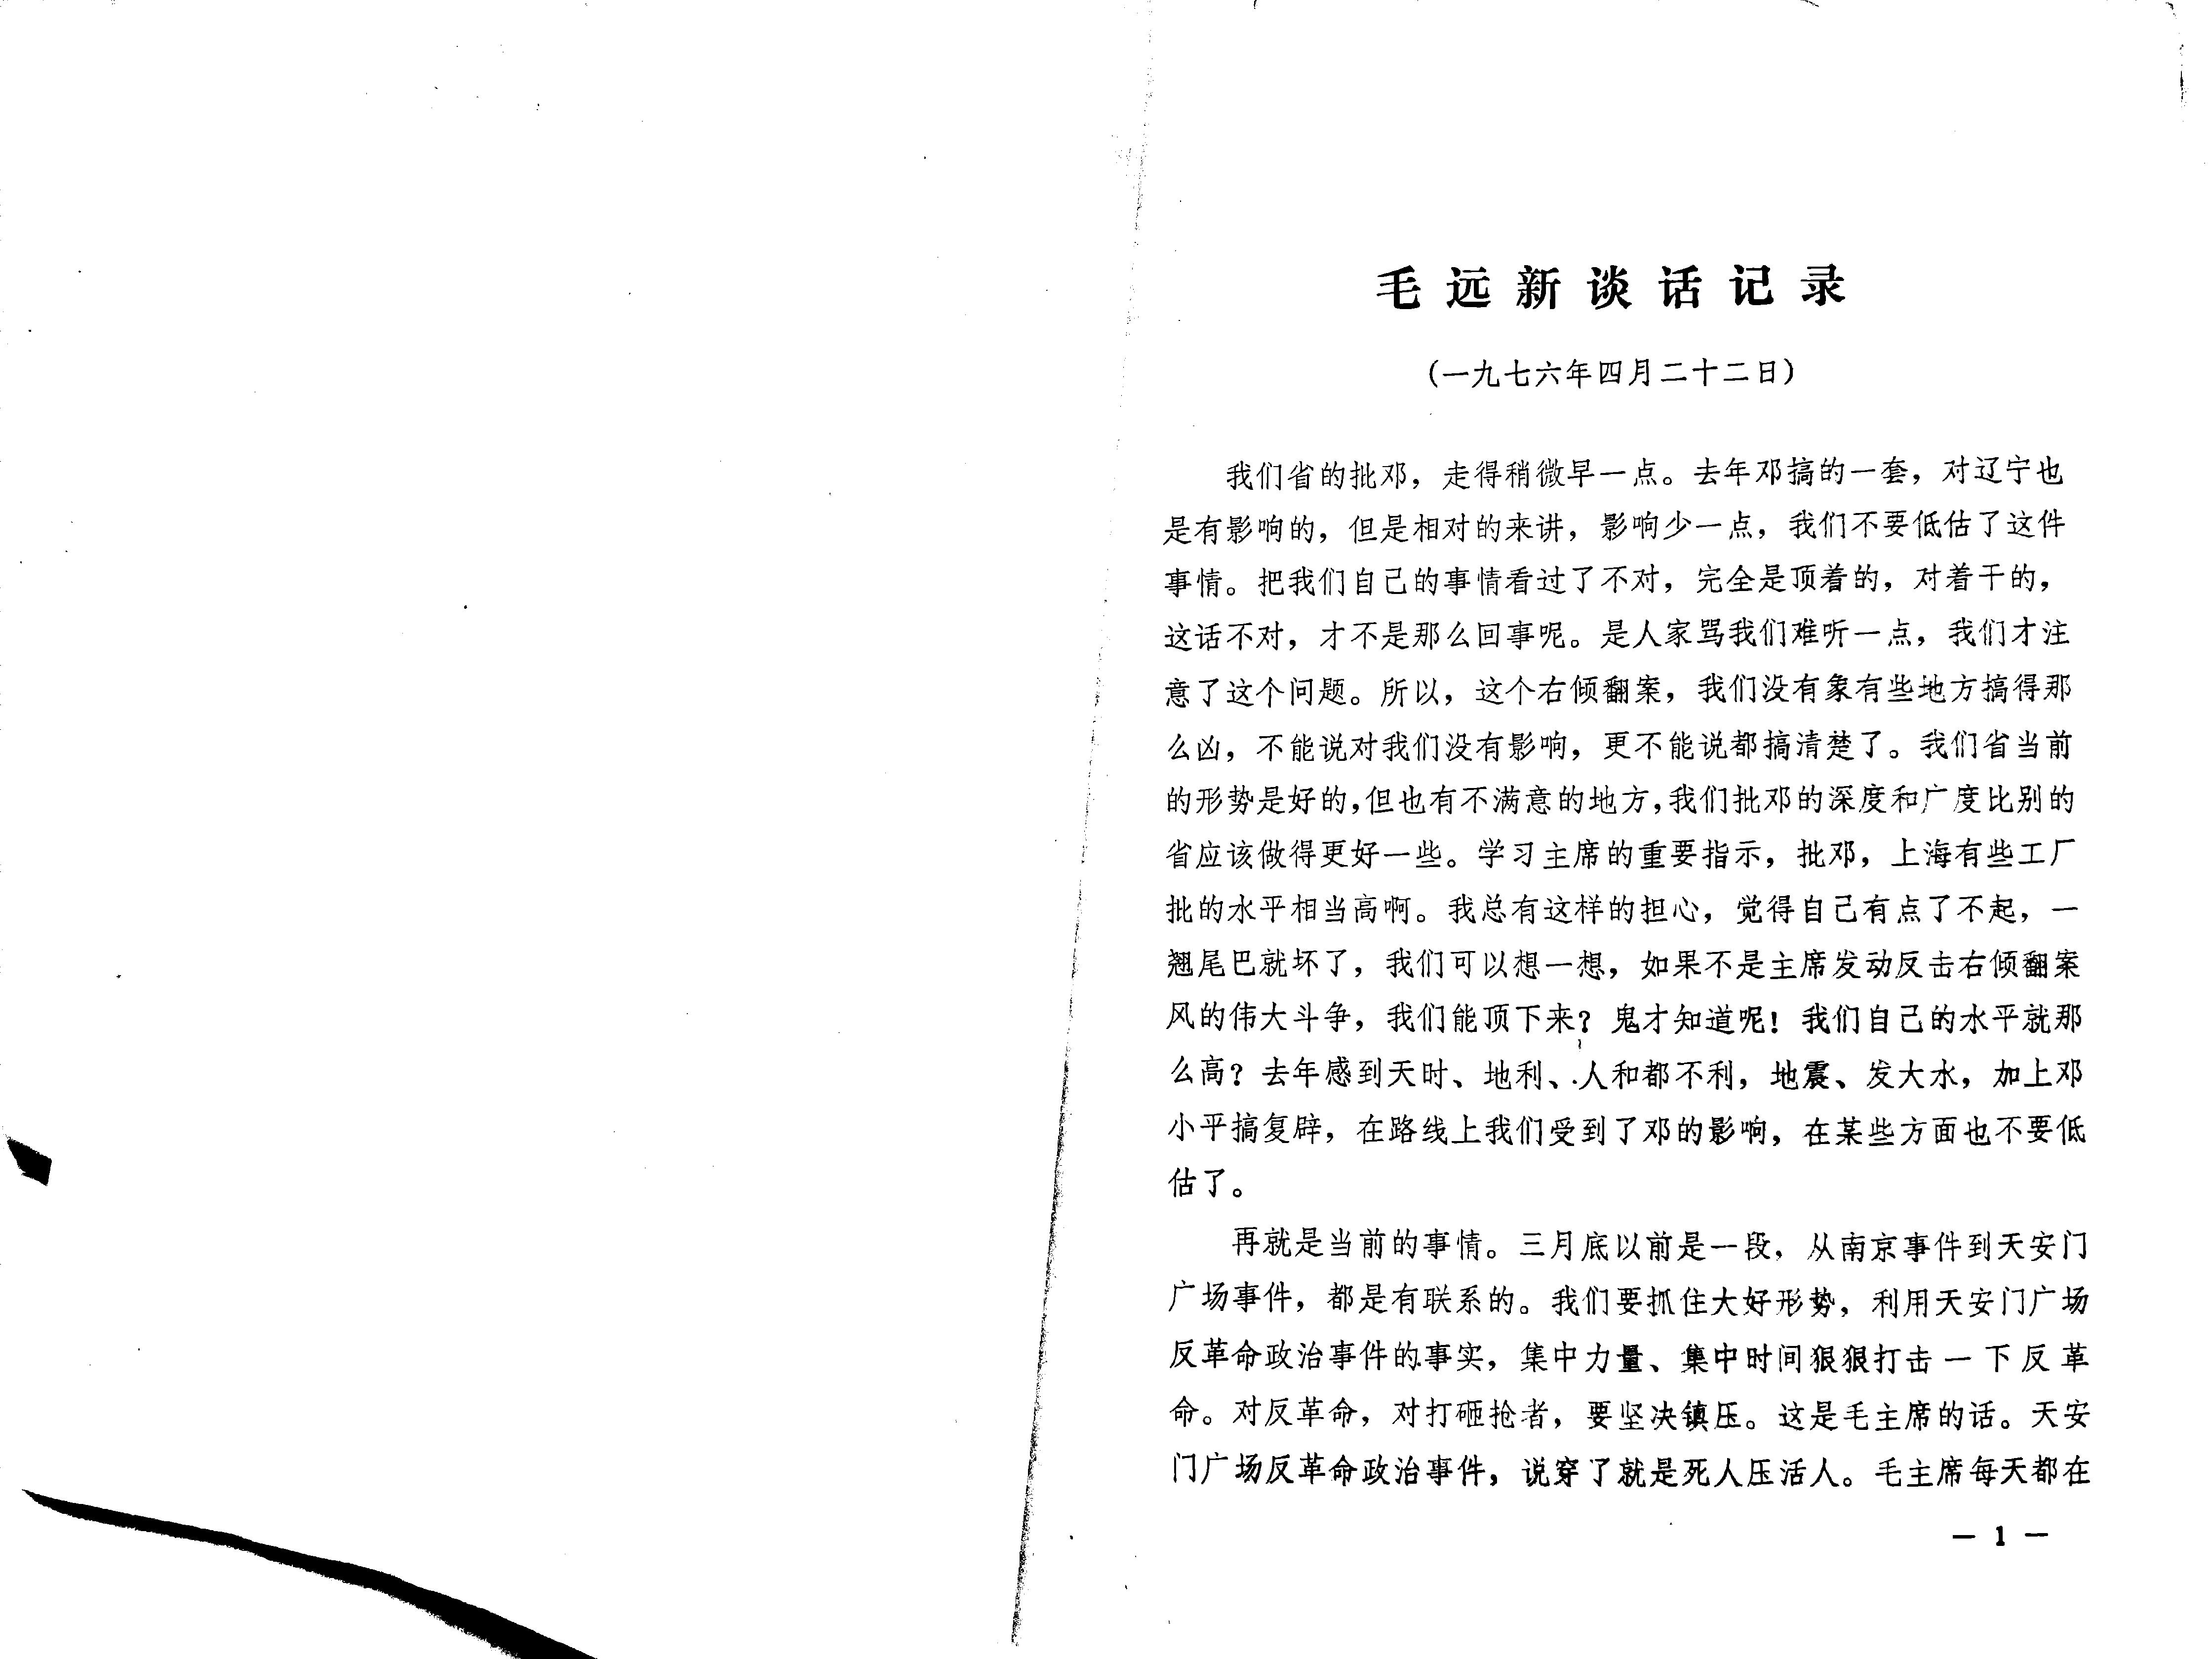 毛远新谈话记录
(一九七六年四月二十二日)
我们省的批邓，走得稍微早一点。去年邓搞的一套，对辽宁也
是有影响的，但是相对的来讲，影响少一点，我们不要低估了这件
事情。把我们自己的事情看过了不对，完全是顶着的，对着干的，
这话不对，才不是那么回事呢。是人家骂我们难听一点，我们才注
意了这个问题。所以，这个右倾翻案，我们没有象有些地方搞得那
么凶，不能说对我们没有影响，更不能说都搞清楚了。我们省当前
的形势是好的，但也有不满意的地方，我们批邓的深度和广度比别的
省应该做得更好一些。学习主席的重要指示，批邓，上海有些工厂
批的水平相当高啊。我总有这样的担心，觉得自己有点了不起，一
翘尾巴就坏了，我们可以想一想，如果不是主席发动反击右倾翻案
风的伟大斗争，我们能顶下来？鬼才知道呢！我们自己的水平就那
么高？去年感到天时、地利、人和都不利，地震、发大水，加上邓
小平搞复辟，在路线上我们受到了邓的影响，在某些方面也不要低
估了。
再就是当前的事情。三月底以前是一段，从南京事件到天安门
广场事件，都是有联系的。我们要抓住大好形势，利用天安门广场
反革命政治事件的事实，集中力量、集中时间狠狠打击一下反革
命。对反革命，对打砸抢者，要坚决镇压。这是毛主席的话。天安
门广场反革命政治事件，说穿了就是死人压活人。毛主席每天都在
— 1 —